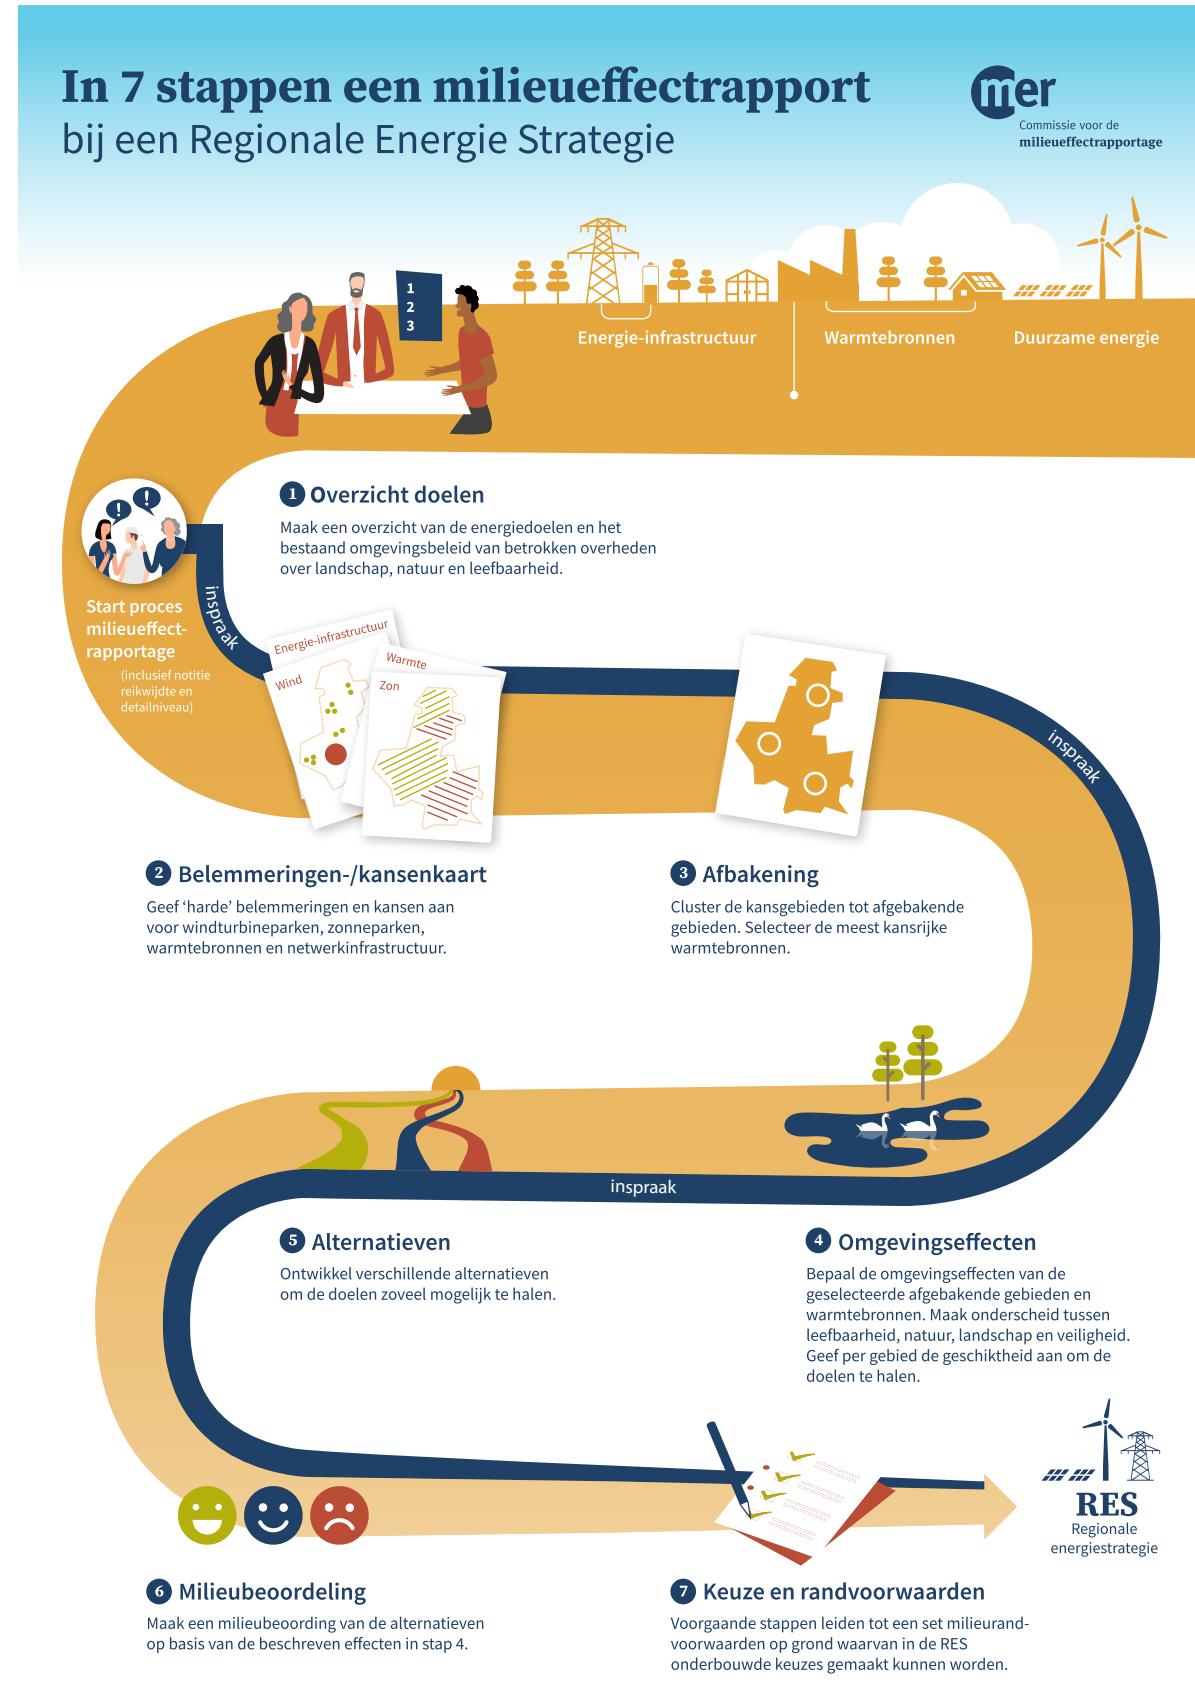 In 7 stappen een milieueffectrapport
bij een Regionale Energie Strategie
mer
Commissie voor de
milieueffectrapportage
1
2
3
Energie-infrastructuur
Warmtebronnen
Duurzame energie
1 Overzicht doelen
Maak een overzicht van de energiedoelen en het
bestaand omgevingsbeleid van betrokken overheden
over landschap, natuur en leefbaarheid.
! !
Start proces
milieueffect-
rapportage
(inclusief notitie
reikwijdte en
detailniveau)
inspraak
Energie-infrastructuur
Wind
Warmte
Zon
inspraak
2 Belemmeringen-/kansenkaart
Geef ‘harde’ belemmeringen en kansen aan
voor windturbineparken, zonneparken,
warmtebronnen en netwerkinfrastructuur.
3 Afbakening
Cluster de kansgebieden tot afgebakende
gebieden. Selecteer de meest kansrijke
warmtebronnen.
inspraak
5 Alternatieven
Ontwikkel verschillende alternatieven
om de doelen zoveel mogelijk te halen.
4 Omgevingseffecten
Bepaal de omgevingseffecten van de
geselecteerde afgebakende gebieden en
warmtebronnen. Maak onderscheid tussen
leefbaarheid, natuur, landschap en veiligheid.
Geef per gebied de geschiktheid aan om de
doelen te halen.
RES
Regionale
energiestrategie
6 Milieubeoordeling
Maak een milieubeoording van de alternatieven
op basis van de beschreven effecten in stap 4.
7 Keuze en randvoorwaarden
Voorgaande stappen leiden tot een set milieurand-
voorwaarden op grond waarvan in de RES
onderbouwde keuzes gemaakt kunnen worden.